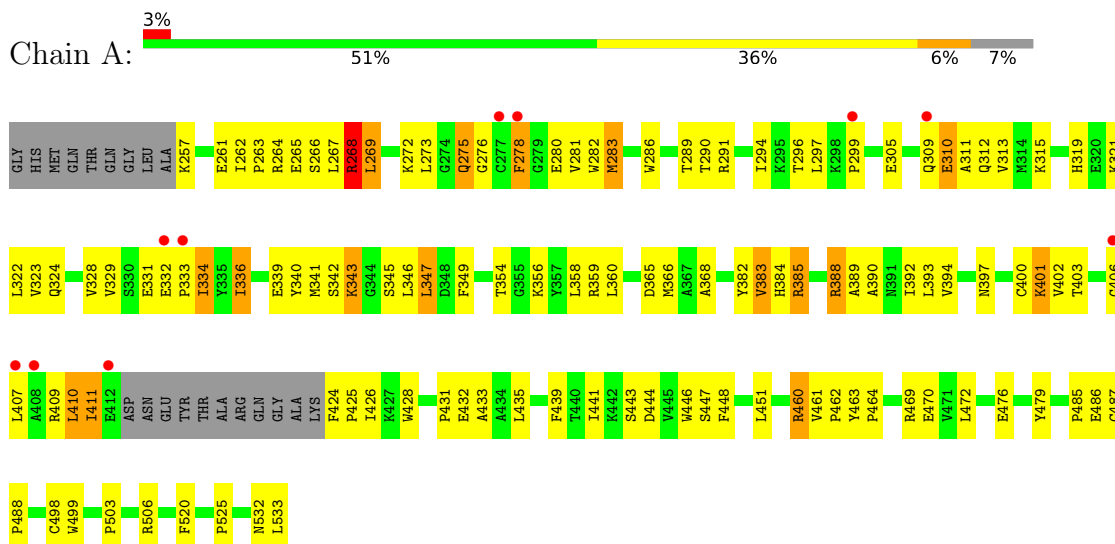 3%
Chain A:
51% 36% 6% 7%
GLY HIS MET GLN THR GLN GLY LEU ALA K257 E261 I262 P263 R264 E265 S266 L267 R268 L269 K272 L273 G274 Q275 G276 C277 F278 G279 E280 V281 W282 M283 W286 T289 T290 R291 I294 K295 T296 L297 K298 P299 E305 Q309 E310 A311 Q312 V313 M314 K315 H319 E320 K321
L322 V323 Q324 V328 V329 S330 E331 E332 P333 I334 Y335 I336 E339 Y340 M341 S342 K343 G344 S345 L346 L347 D348 F349 T354 G355 K356 Y357 L358 R359 L360 D365 M366 A367 A368 Y382 V383 H384 R385 R388 A389 A390 N391 I392 L393 V394 N397 C400 K401 V402 T403 C406
L407 A408 R409 L410 I411 E412 ASP ASN GLU TYR THR ALA ARG GLN GLY ALA LYS F424 P425 I426 K427 W428 P431 E432 A433 A434 L435 F439 T440 I441 K442 S443 D444 V445 W446 S447 F448 L451 R460 V461 P462 Y463 P464 R469 E470 V471 L472 E476 Y479 P485 E486 C487
P488 C498 W499 P503 R506 F520 P525 N532 L533